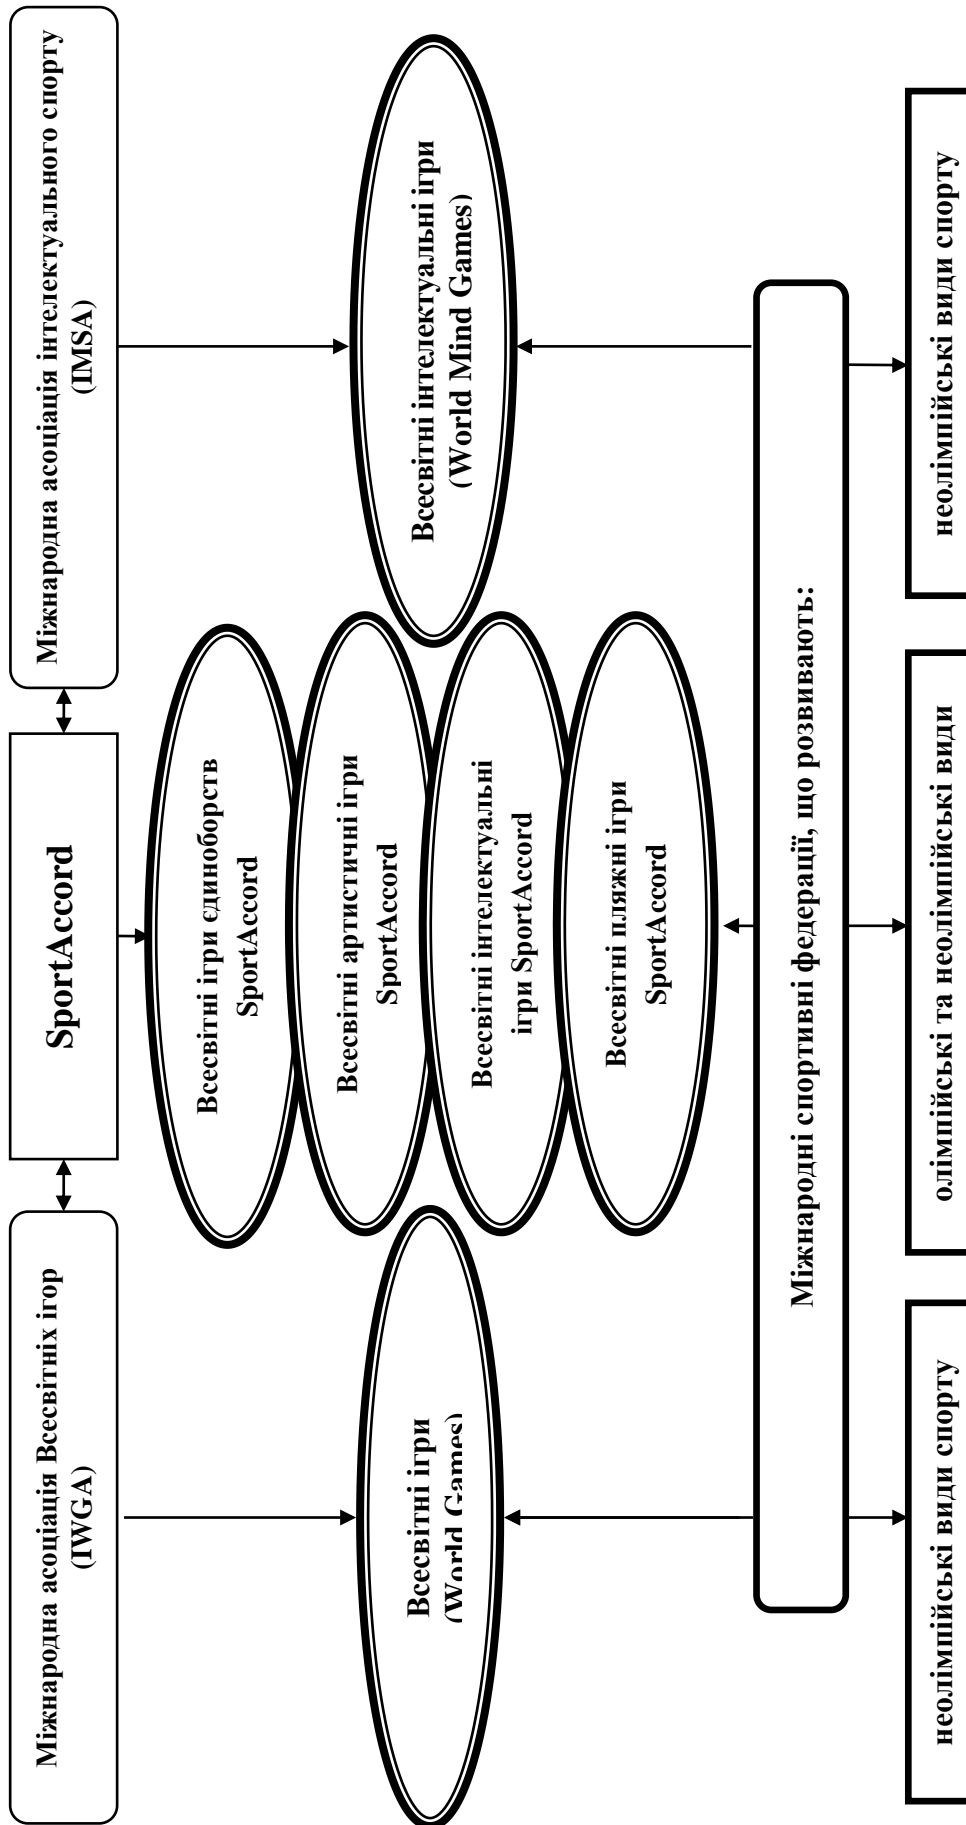 Міжнародна асоціація Всесвітніх ігор
(IWGA)
SportAccord
Міжнародна асоціація інтелектуального спорту
(IMSA)
Всесвітні ігри
(World Games)
Всесвітні ігри єдиноборств
SportAccord
Всесвітні артистичні ігри
SportAccord
Всесвітні інтелектуальні
ігри SportAccord
Всесвітні пляжні ігри
SportAccord
Всесвітні інтелектуальні ігри
(World Mind Games)
Міжнародні спортивні федерації, що розвивають:
неолімпійські види спорту
олімпійські та неолімпійські види
неолімпійські види спорту